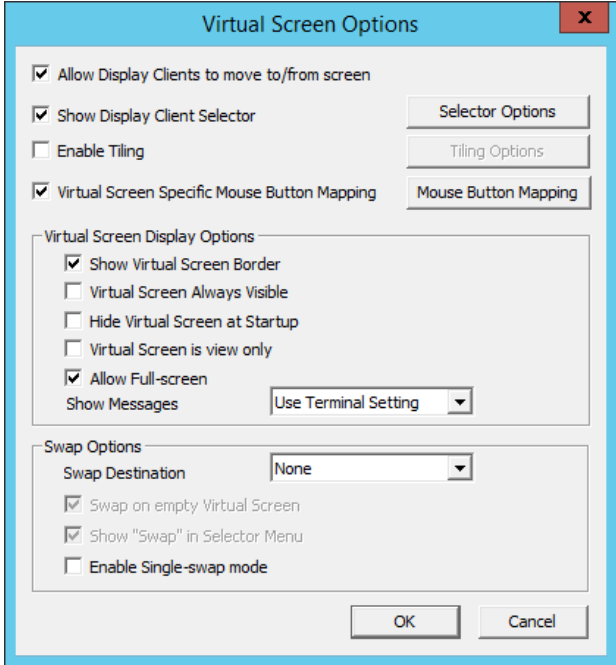 Virtual Screen Options
x
Allow Display Clients to move to/from screen
Show Display Client Selector
Selector Options
Enable Tiling
Tiling Options
Virtual Screen Specific Mouse Button Mapping
Mouse Button Mapping
Virtual Screen Display Options
Show Virtual Screen Border
Virtual Screen Always Visible
Hide Virtual Screen at Startup
Virtual Screen is view only
Allow Full-screen
Show Messages
Use Terminal Setting
Swap Options
Swap Destination
None
Swap on empty Virtual Screen
Show "Swap" in Selector Menu
Enable Single-swap mode
OK
Cancel